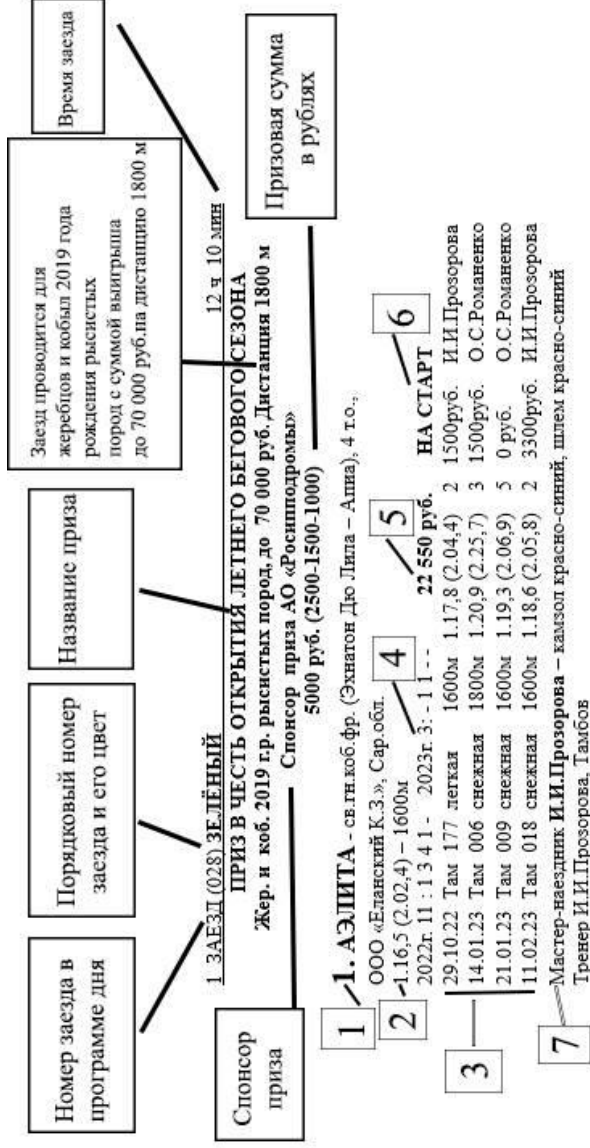 Номер заезда в
программе дня
Порядковый номер
заезда и его цвет
Название приза
Заезд проводится для
жеребцов и кобыл 2019 года
рождения рысистых
пород с суммой выигрыша
до 70 000 руб.на дистанцию 1800 м
Время заезда
1 ЗАЕЗД (028) ЗЕЛЁНЫЙ 12 ч 10 мин
ПРИЗ В ЧЕСТЬ ОТКРЫТИЯ ЛЕТНЕГО БЕГОВОГО СЕЗОНА
Жер. и коб. 2019 г.р. рысистых пород, до 70 000 руб. Дистанция 1800 м
Спонсор приза АО «Росипподромы»
5000 руб. (2500-1500-1000)
Спонсор
приза
Призовая сумма
в рублях
1
1. АЭЛИТА - св.гн.коб.фр. (Эхнатон Дю Лила – Апиа), 4 т.о.,
ООО «Еланский К.З.», Сар.обл.
2
1.16,5 (2.02,4) – 1600м
4
5
6
2022г. 11 : 1 3 4 1 - 2023г. 3: - 1 1 - - 22 550 руб. НА СТАРТ
3
29.10.22 Там 177 легкая 1600м 1.17,8 (2.04,4) 2 1500руб. И.И.Прозорова
14.01.23 Там 006 снежная 1800м 1.20,9 (2.25,7) 3 1500руб. О.С.Романенко
21.01.23 Там 009 снежная 1600м 1.19,3 (2.06,9) 5 0 руб. О.С.Романенко
11.02.23 Там 018 снежная 1600м 1.18,6 (2.05,8) 2 3300руб. И.И.Прозорова
7
Мастер-наездник И.И.Прозорова – камзол красно-синий, шлем красно-синий
Тренер И.И.Прозорова, Тамбов